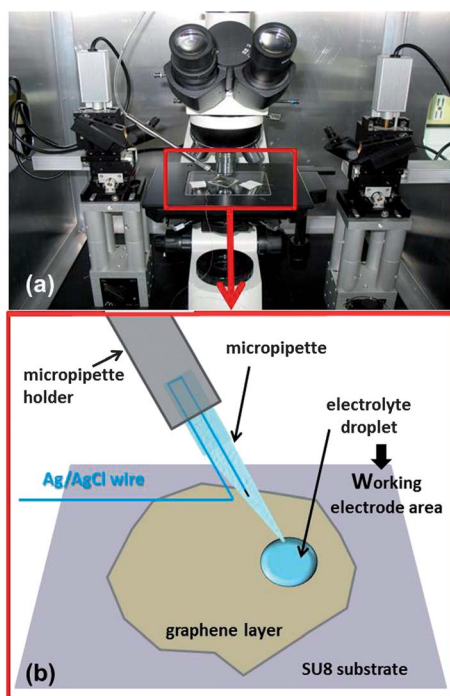 (a)
micropipette
holder
micropipette
electrolyte
droplet
Ag/AgCl wire
Working
electrode area
graphene layer
SU8 substrate
(b)